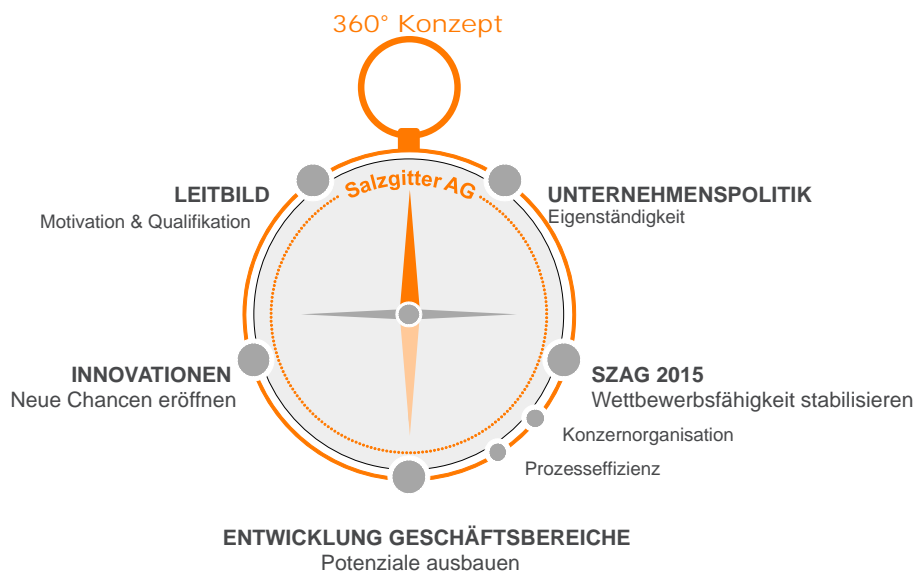 360° Konzept
Salzgitter AG
LEITBILD
Motivation & Qualifikation
UNTERNEHMENSPOLITIK
Eigenständigkeit
INNOVATIONEN
Neue Chancen eröffnen
SZAG 2015
Wettbewerbsfähigkeit stabilisieren
Konzernorganisation
Prozesseffizienz
ENTWICKLUNG GESCHÄFTSBEREICHE
Potenziale ausbauen